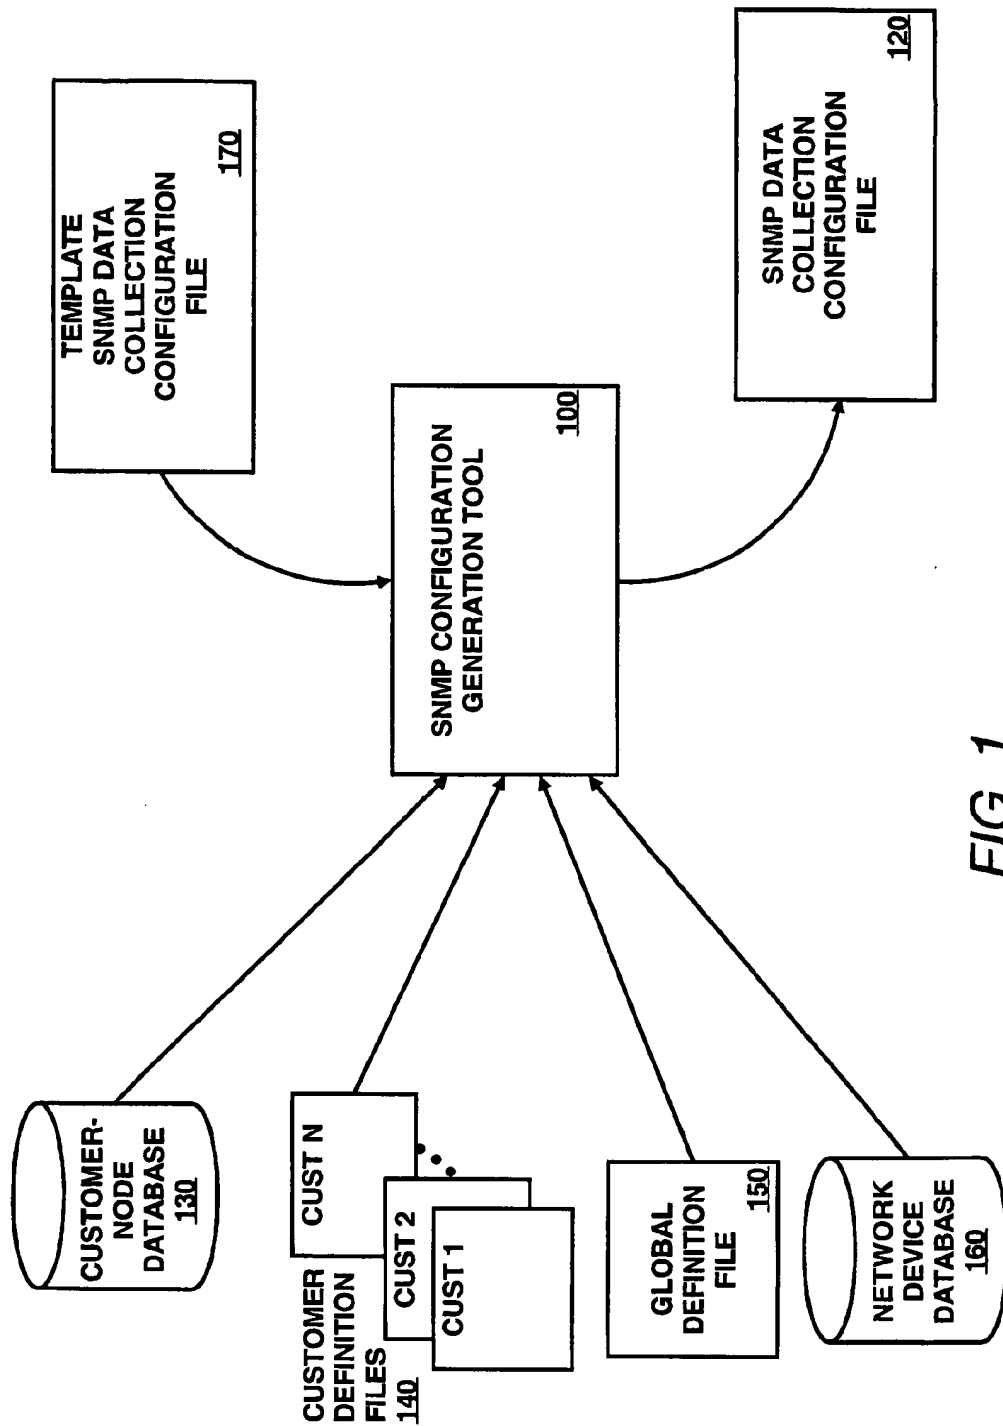 CUSTOMER-
NODE
DATABASE
130
CUSTOMER
DEFINITION
FILES
140
CUST N
CUST 2
CUST 1
GLOBAL
DEFINITION
FILE
150
NETWORK
DEVICE
DATABASE
160
SNMP CONFIGURATION
GENERATION TOOL
100
TEMPLATE
SNMP DATA
COLLECTION
CONFIGURATION
FILE
170
SNMP DATA
COLLECTION
CONFIGURATION
FILE
120
FIG. 1